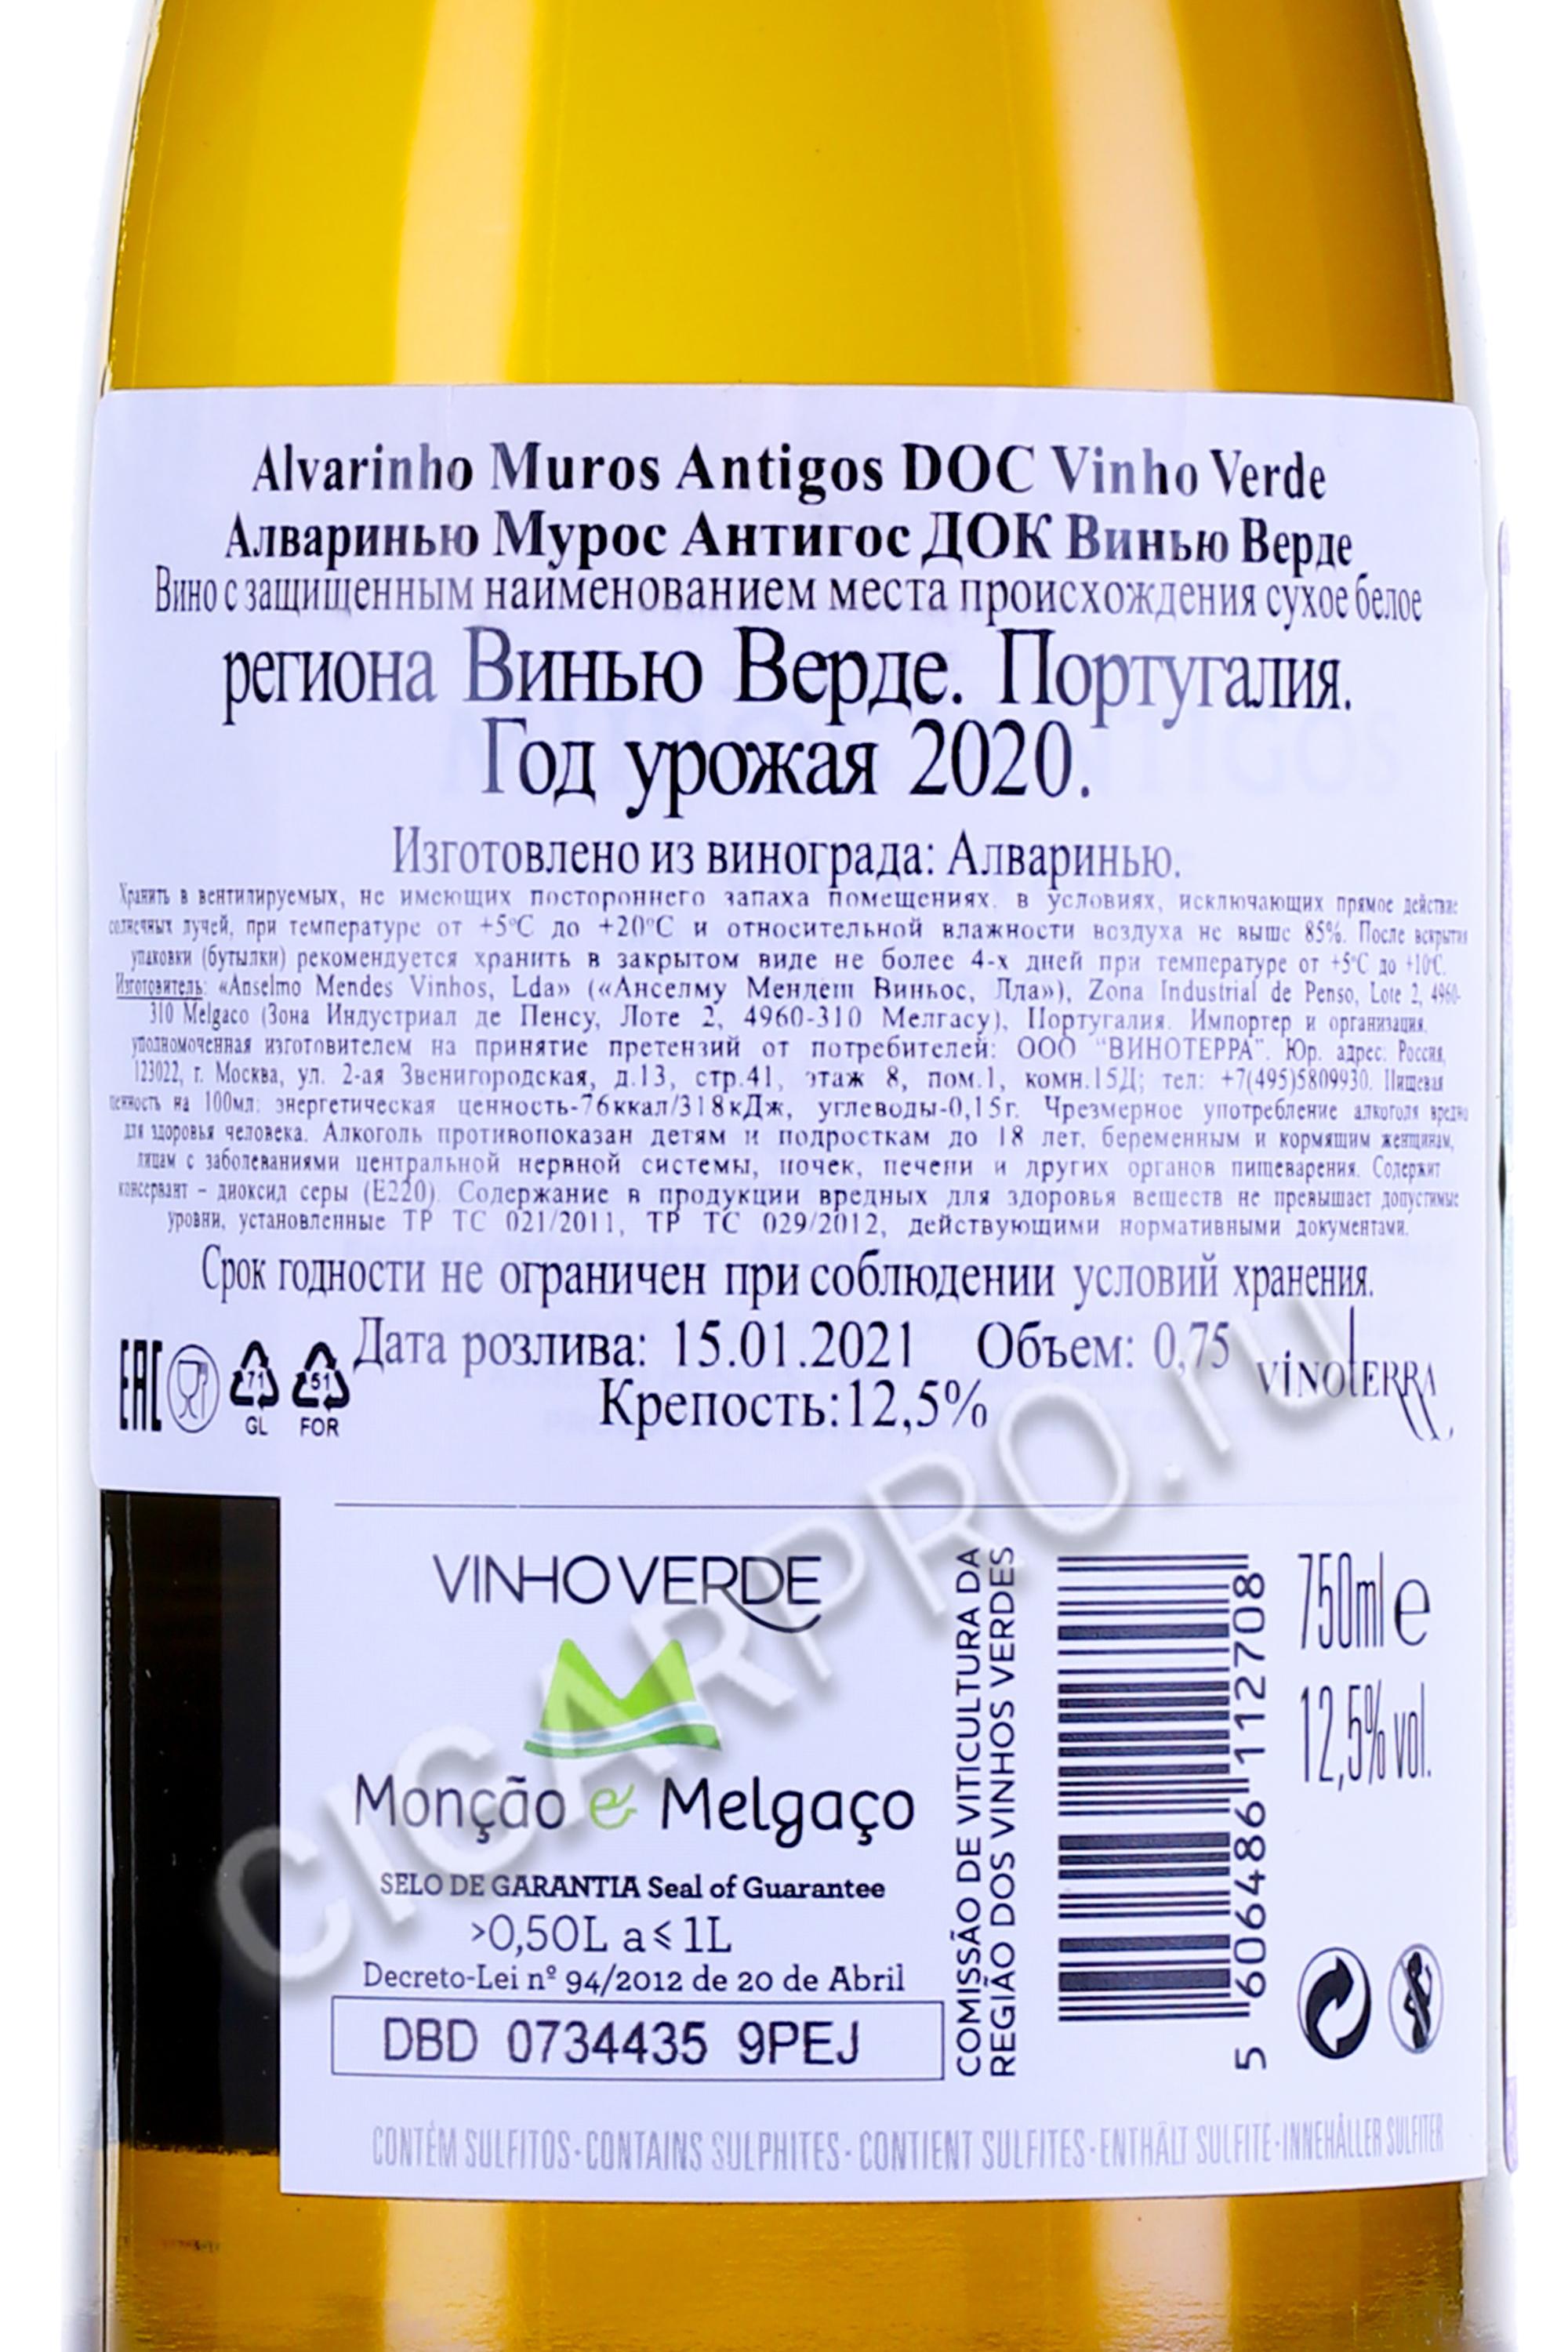 Alvarinho Muros Antigos DOC Vinho Verde
Алваринью Мурос Антигос ДОК Винью Верде
Вино с защищенным наименованием места происхождения сухое белое
региона Винью Верде. Португалия.
Год урожая 2020.
Изготовлено из винограда: Алваринью.
Хранить в вентилируемых, не имеющих постороннего запаха помещениях, в условиях, исключающих прямое действие
солнечных лучей, при температуре от +5°С до +20°С и относительной влажности воздуха не выше 85%. После вскрытия
упаковки (бутылки) рекомендуется хранить в закрытом виде не более 4-х дней при температуре от +5°С до +10°С.
Изготовитель: «Anselmo Mendes Vinhos, Lda» («Анселму Мендеш Виньос, Лда»), Zona Industrial de Penso, Lote 2, 4960-
310 Melgaco (Зона Индустриал де Пенсу, Лоте 2, 4960-310 Мелгасу), Португалия. Импортер и организация,
уполномоченная изготовителем на принятие претензий от потребителей: ООО "ВИНОТЕРРА". Юр. адрес: Россия,
123022, г. Москва, ул. 2-ая Звенигородская, д.13, стр.41, этаж 8, пом.1, комн.15Д; тел: +7(495)5809930. Пищевая
ценность на 100мл: энергетическая ценность-76ккал/318кДж, углеводы-0,15г. Чрезмерное употребление алкоголя вредно
для здоровья человека. Алкоголь противопоказан детям и подросткам до 18 лет, беременным и кормящим женщинам,
лицам с заболеваниями центральной нервной системы, почек, печени и других органов пищеварения. Содержит
консервант – диоксид серы (Е220). Содержание в продукции вредных для здоровья веществ не превышает допустимые
уровни, установленные ТР ТС 021/2011, ТР ТС 029/2012, действующими нормативными документами.
Срок годности не ограничен при соблюдении условий хранения.
Дата розлива: 15.01.2021 Объем: 0,75
Крепость:12,5%
EAC
71
GL
51
FOR
VINOTERRA
VINHO VERDE
Monção e Melgaço
SELO DE GARANTIA Seal of Guarantee
>0,50L a ≤ 1L
Decreto-Lei nº 94/2012 de 20 de Abril
DBD 0734435 9PEJ
COMISSÃO DE VITICULTURA DA
REGIÃO DOS VINHOS VERDES
5 606486 112708
750ml e
12,5% vol.
CONTÉM SULFITOS·CONTAINS SULPHITES·CONTIENT SULFITES·ENTHÄLT SULFITE·INNEHÅLLER SULFITER
CIGARPRO.ru